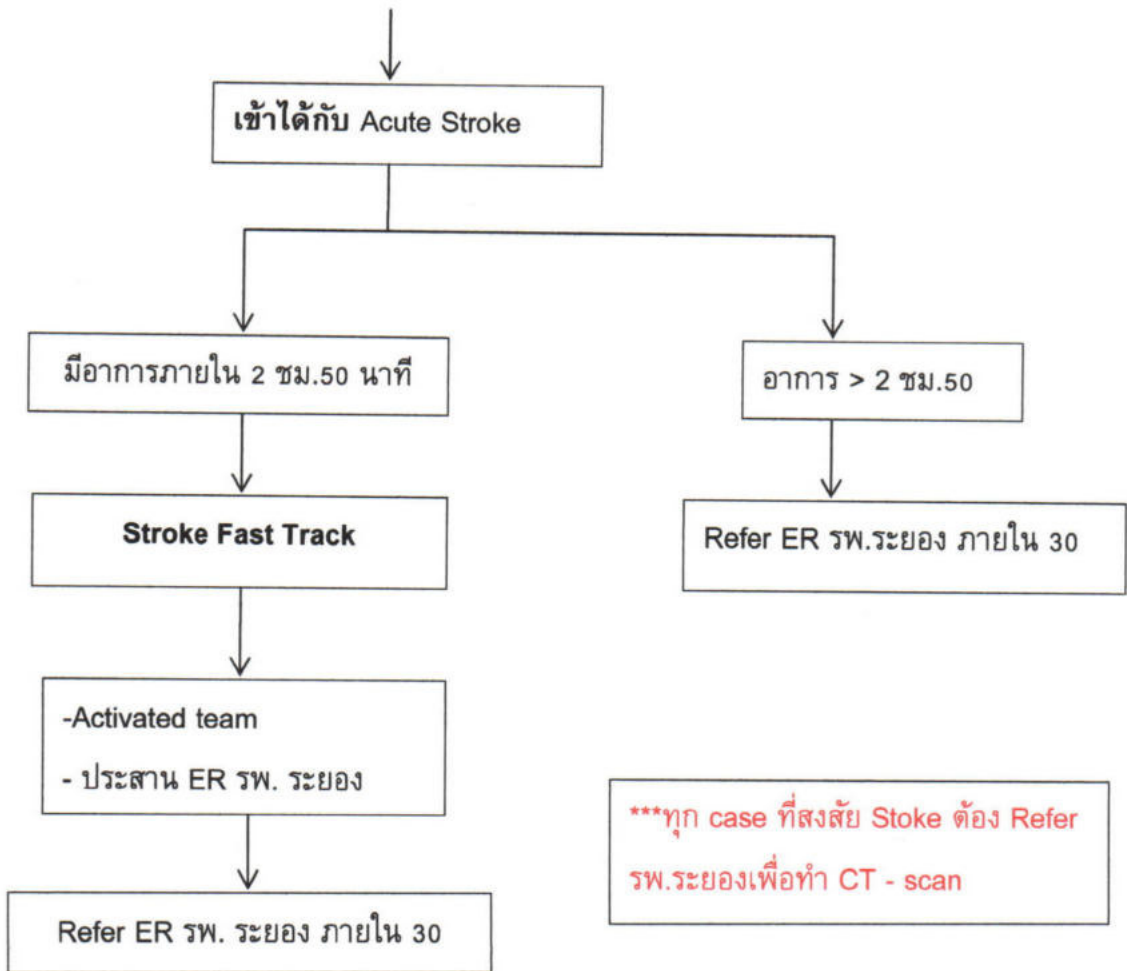 เข้าได้กับ Acute Stroke
มีอาการภายใน 2 ชม.50 นาที
อาการ > 2 ชม.50
Stroke Fast Track
Refer ER รพ.ระยอง ภายใน 30
-Activated team
- ประสาน ER รพ. ระยอง
***ทุก case ที่สงสัย Stoke ต้อง Refer
รพ.ระยองเพื่อทำ CT - scan
Refer ER รพ. ระยอง ภายใน 30